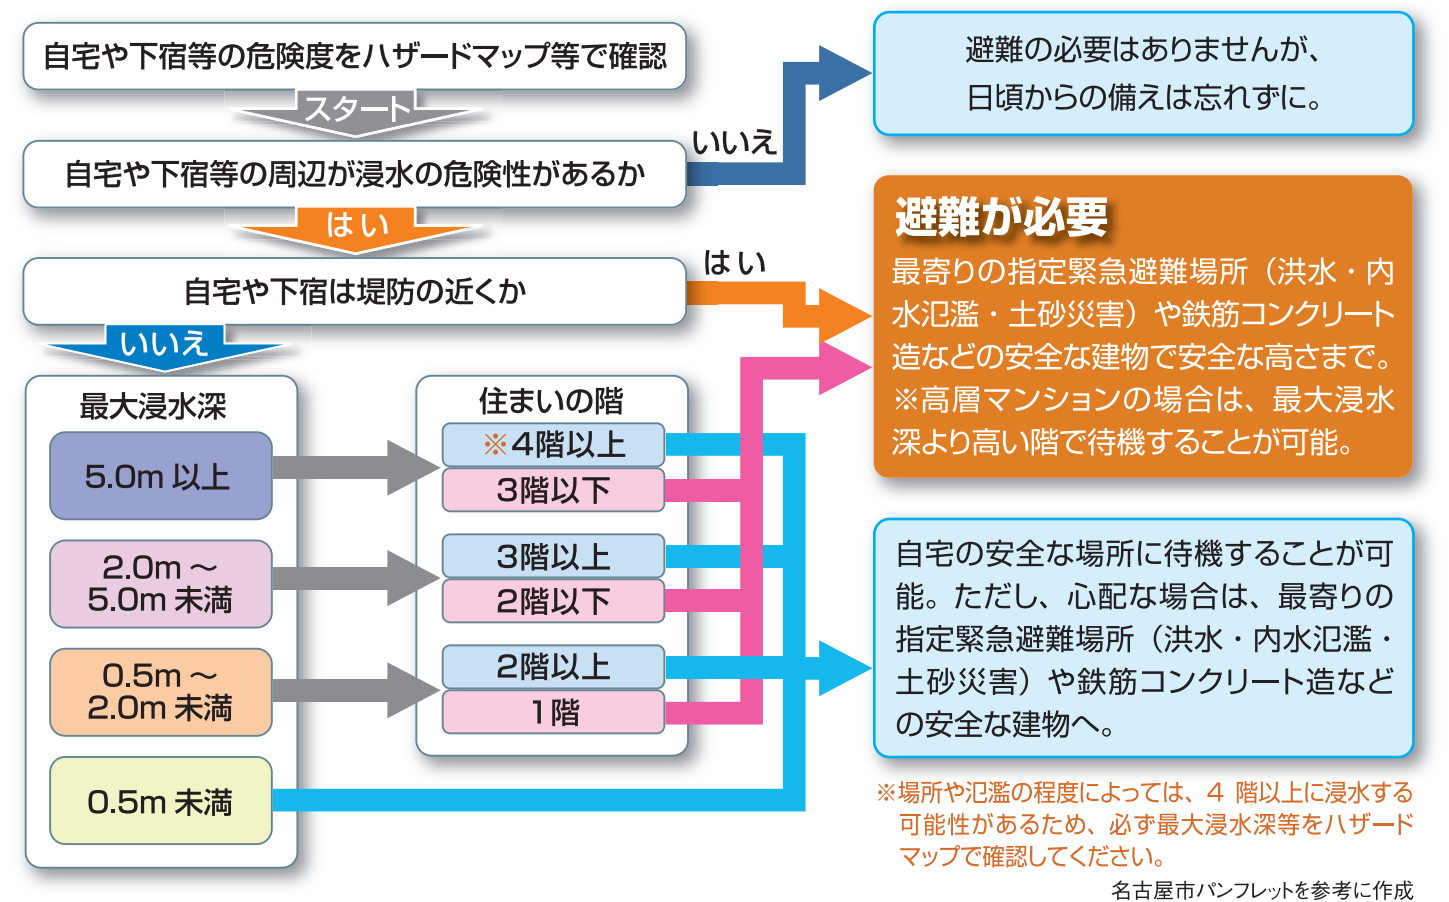 自宅や下宿等の危険度をハザードマップ等で確認
スタート
自宅や下宿等の周辺が浸水の危険性があるか
いいえ
避難の必要はありませんが、
日頃からの備えは忘れずに。
はい
自宅や下宿は堤防の近くか
はい
避難が必要
最寄りの指定緊急避難場所（洪水・内
水氾濫・土砂災害）や鉄筋コンクリート
造などの安全な建物で安全な高さまで。
※高層マンションの場合は、最大浸水
深より高い階で待機することが可能。
いいえ
最大浸水深
5.0m 以上
2.0m ～
5.0m 未満
0.5m ～
2.0m 未満
0.5m 未満
住まいの階
※4階以上
3階以下
3階以上
2階以下
2階以上
1階
自宅の安全な場所に待機することが可
能。ただし、心配な場合は、最寄りの
指定緊急避難場所（洪水・内水氾濫・
土砂災害）や鉄筋コンクリート造など
の安全な建物へ。
※場所や氾濫の程度によっては、4 階以上に浸水する
可能性があるため、必ず最大浸水深等をハザード
マップで確認してください。
名古屋市パンフレットを参考に作成